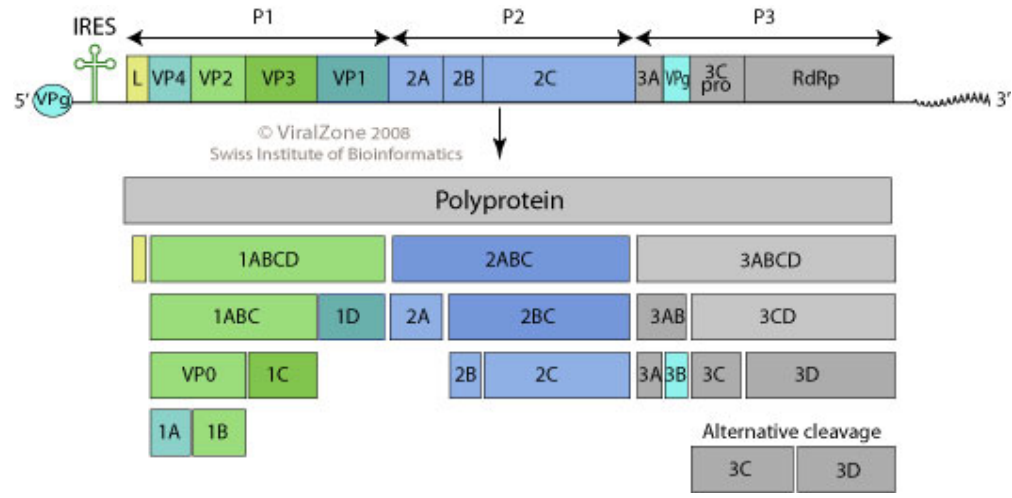 P1 P2 P3
IRES
L VP4 VP2 VP3 VP1 2A 2B 2C 3A VPg 3C pro RdRp
5' VPg 3'
© ViralZone 2008
Swiss Institute of Bioinformatics
Polyprotein
1ABCD 2ABC 3ABCD
1ABC 1D 2A 2BC 3AB 3CD
VP0 1C 2B 2C 3A 3B 3C 3D
1A 1B
Alternative cleavage
3C 3D